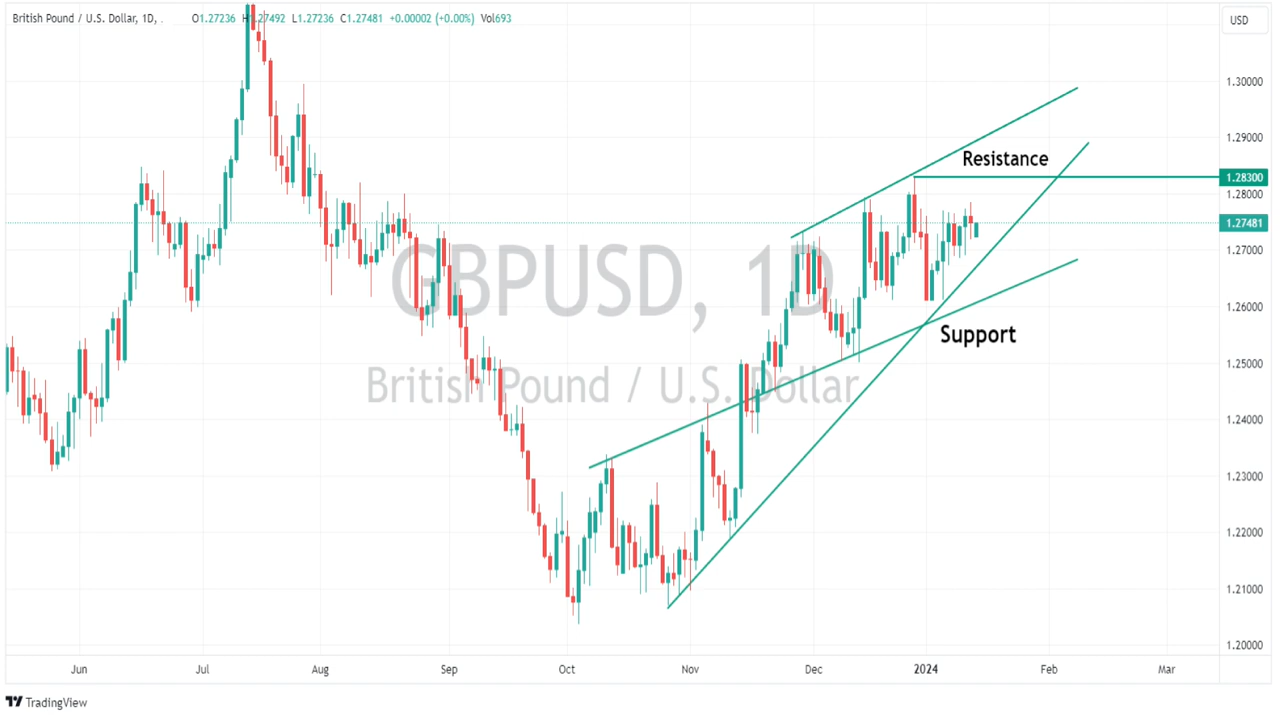 British Pound / U.S. Dollar, 1D, . O1.27236 H1.27492 L1.27236 C1.27481 +0.00002 (+0.00%) Vol693
USD
1.30000
1.29000
Resistance
1.28300
1.28000
1.27481
1.27000
GBPUSD, 1D
1.26000
Support
1.25000
British Pound / U.S. Dollar
1.24000
1.23000
1.22000
1.21000
1.20000
Jun Jul Aug Sep Oct Nov Dec 2024 Feb Mar
TradingView